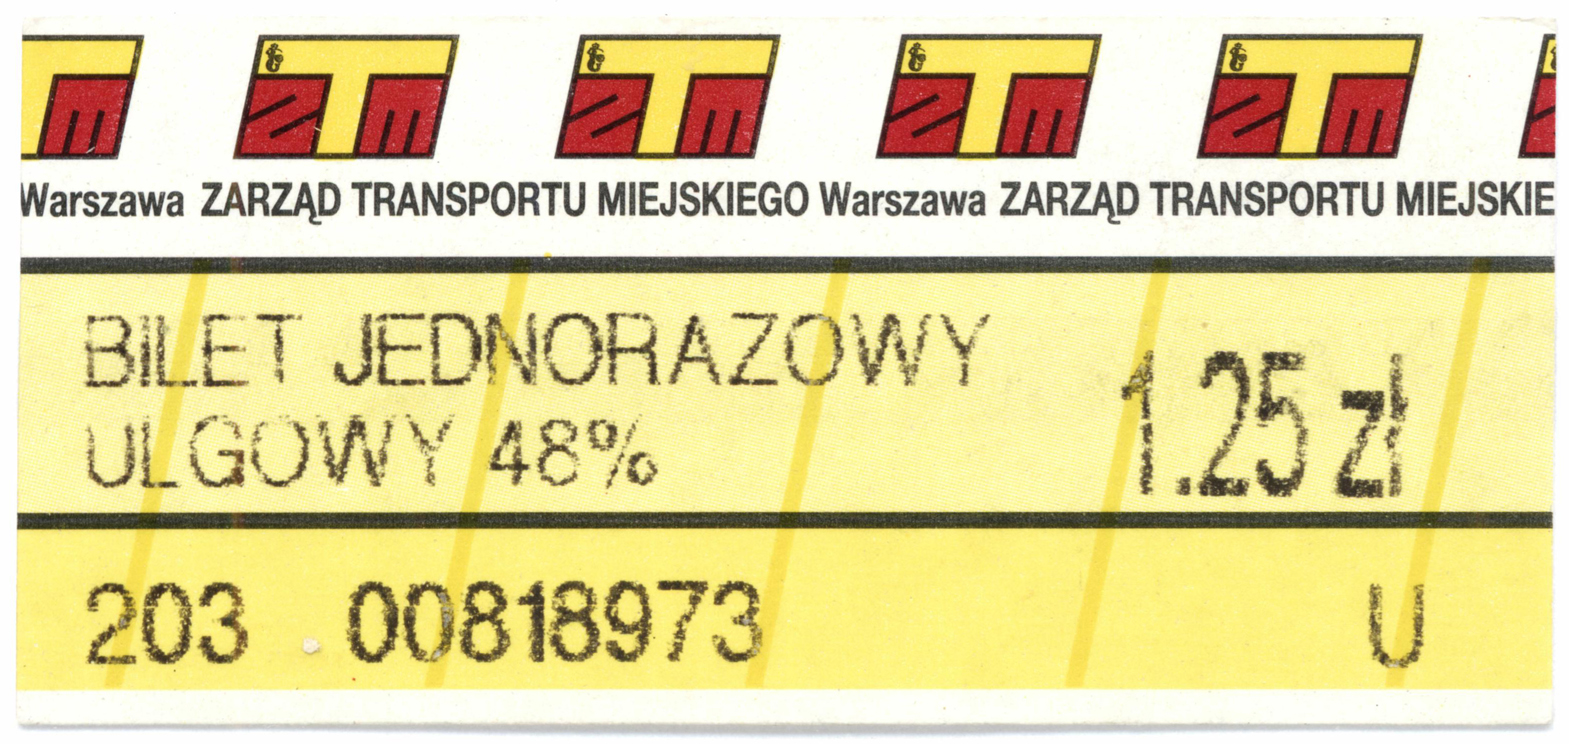 ZTM ZTM ZTM ZTM
Warszawa ZARZĄD TRANSPORTU MIEJSKIEGO Warszawa ZARZĄD TRANSPORTU MIEJSKIE
BILET JEDNORAZOWY
ULGOWY 48%
1.25 zł
203 00818973 U